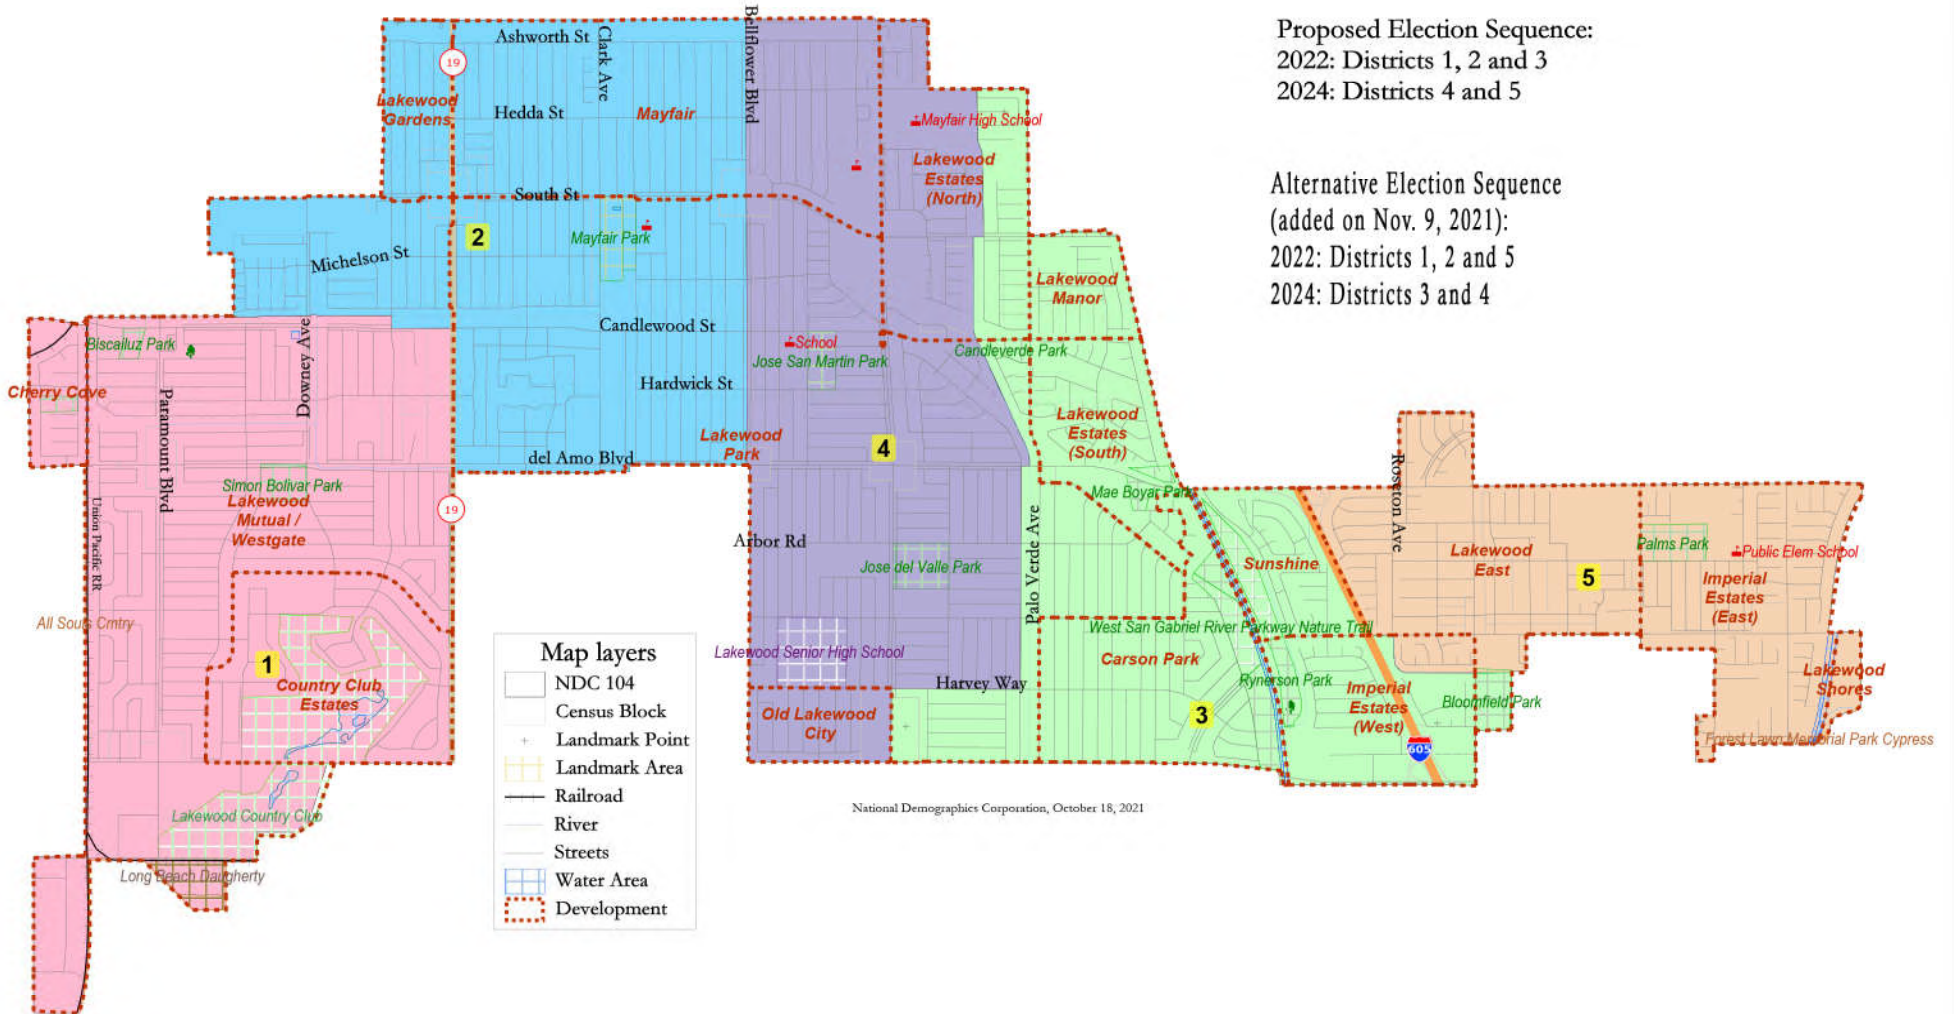 Proposed Election Sequence:
2022: Districts 1, 2 and 3
2024: Districts 4 and 5
Alternative Election Sequence
(added on Nov. 9, 2021):
2022: Districts 1, 2 and 5
2024: Districts 3 and 4
Ashworth St
Clark Ave
Bellflower Blvd
19
Lakewood
Gardens
Hedda St
Mayfair
Mayfair High School
Lakewood
Estates
(North)
South St
2
Mayfair Park
Michelson St
Lakewood
Manor
Candlewood St
Biscailuz Park
Downey Ave
School
Jose San Martin Park
Candleverde Park
Cherry Cove
Paramount Blvd
Hardwick St
Lakewood
Park
4
Lakewood
Estates
(South)
del Amo Blvd
Roseton Ave
Simon Bolivar Park
Lakewood
Mutual /
Westgate
Union Pacific RR
19
Mae Boyar Park
Arbor Rd
Palo Verde Ave
Jose del Valle Park
Sunshine
Lakewood
East
5
Palms Park
Public Elem School
Imperial
Estates
(East)
All Souls Cmtry
West San Gabriel River Parkway Nature Trail
1
Country Club
Estates
Lakewood Senior High School
Carson Park
Harvey Way
Rynerson Park
Lakewood
Shores
Old Lakewood
City
3
Imperial
Estates
(West)
Bloomfield Park
605
Forest Lawn Memorial Park Cypress
Lakewood Country Club
Long Beach Daugherty
Map layers
NDC 104
Census Block
Landmark Point
Landmark Area
Railroad
River
Streets
Water Area
Development
National Demographics Corporation, October 18, 2021